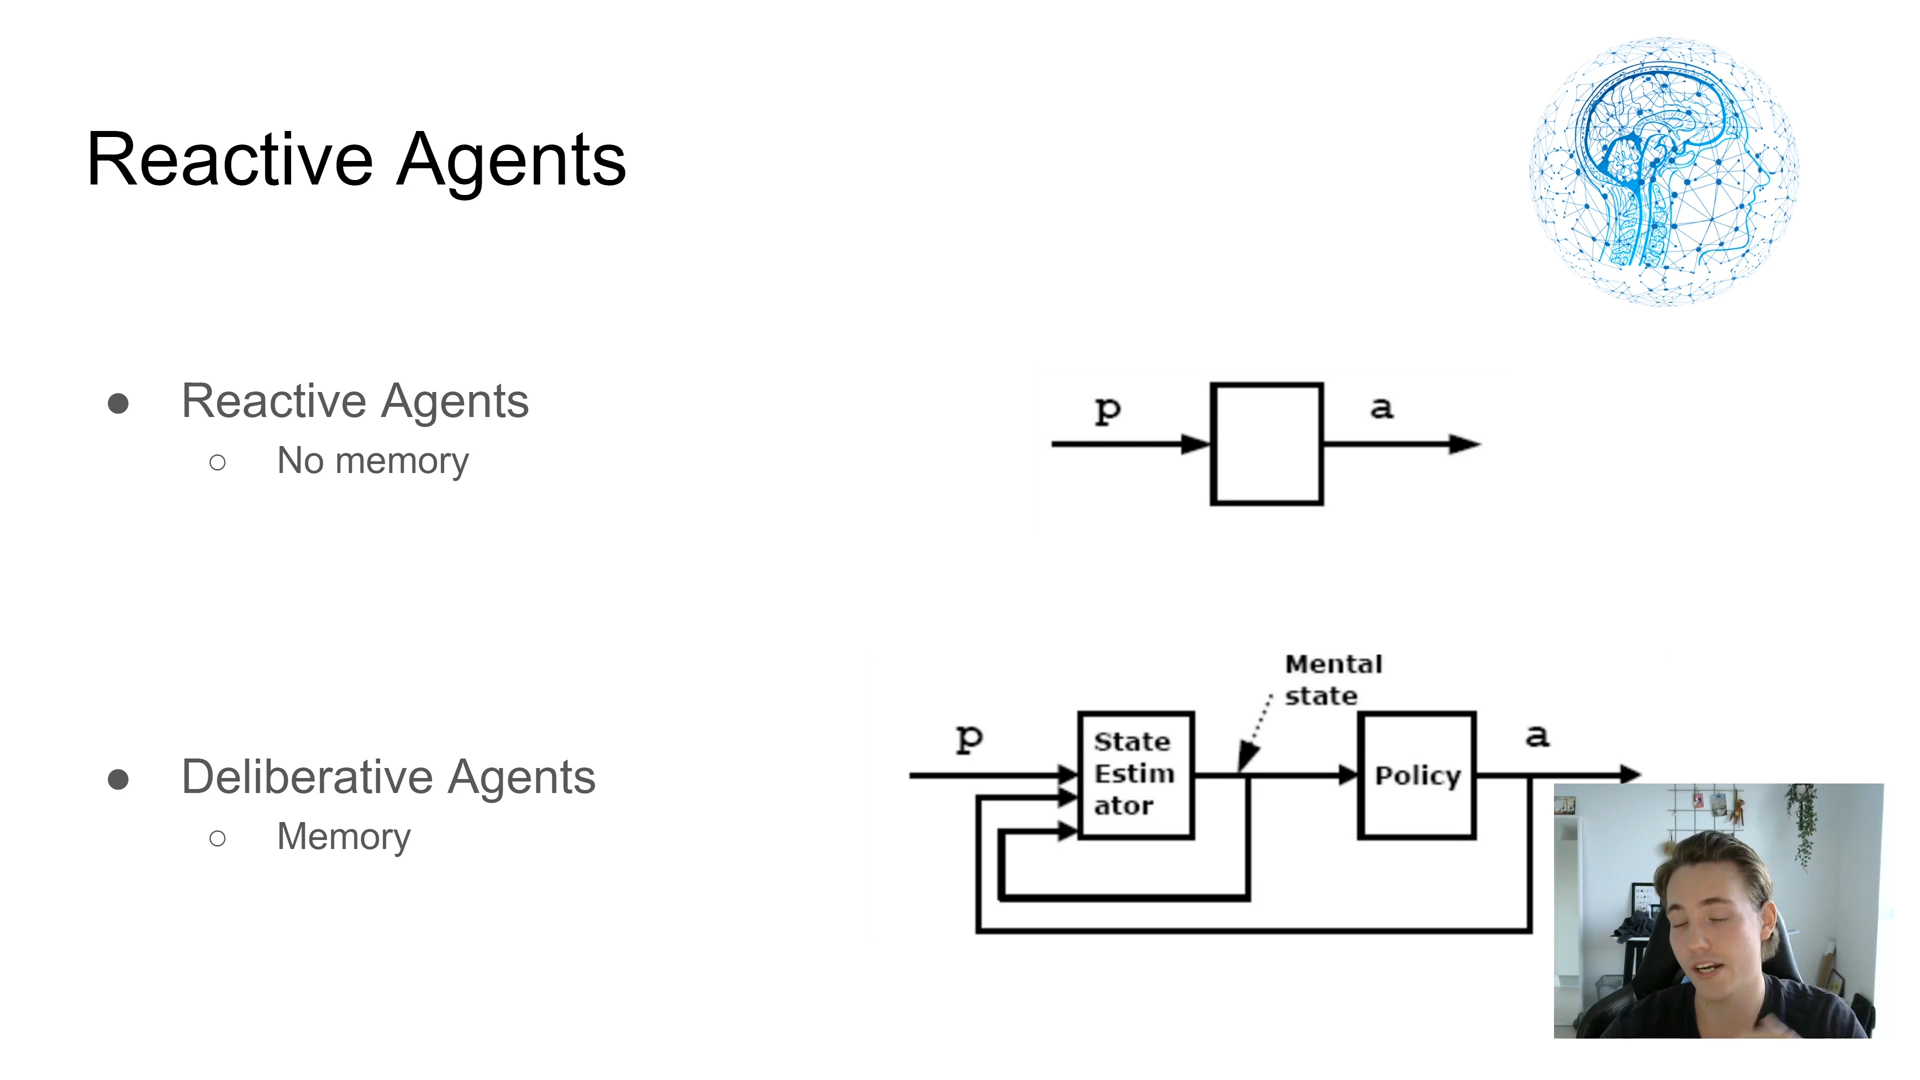 Reactive Agents
● Reactive Agents
○ No memory
p
a
● Deliberative Agents
○ Memory
Mental
state
p
State
Estim
ator
Policy
a